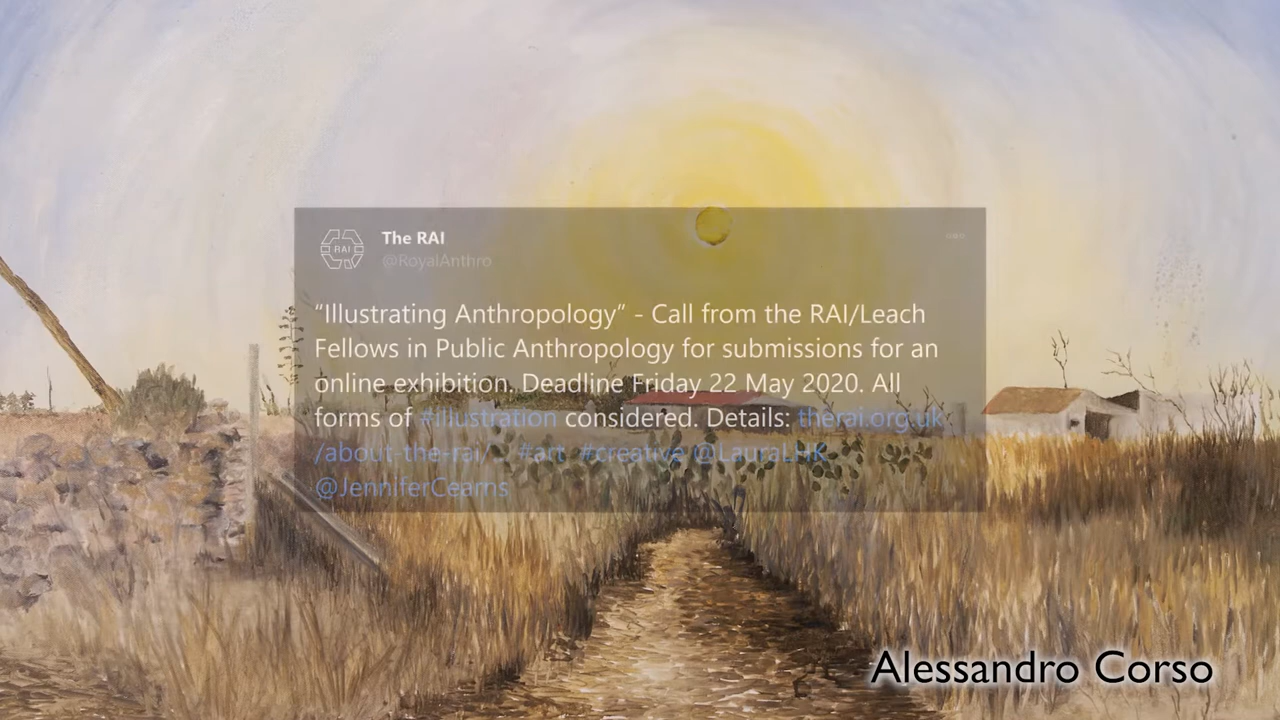 RAI
The RAI
@RoyalAnthro
“Illustrating Anthropology” - Call from the RAI/Leach
Fellows in Public Anthropology for submissions for an
online exhibition. Deadline Friday 22 May 2020. All
forms of #illustration considered. Details: therai.org.uk
/about-the-rai/… #art #creative @LauraLHK
@JenniferCearns
Alessandro Corso